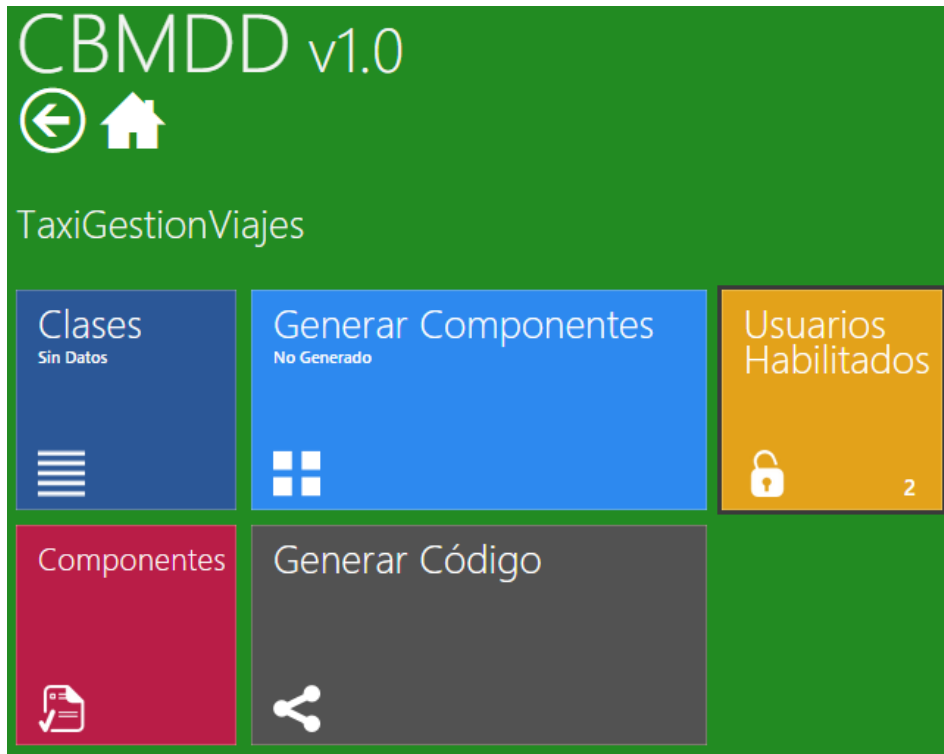 CBMDD v1.0
TaxiGestionViajes
Clases
Sin Datos
Generar Componentes
No Generado
Usuarios
Habilitados
2
Componentes
Generar Código